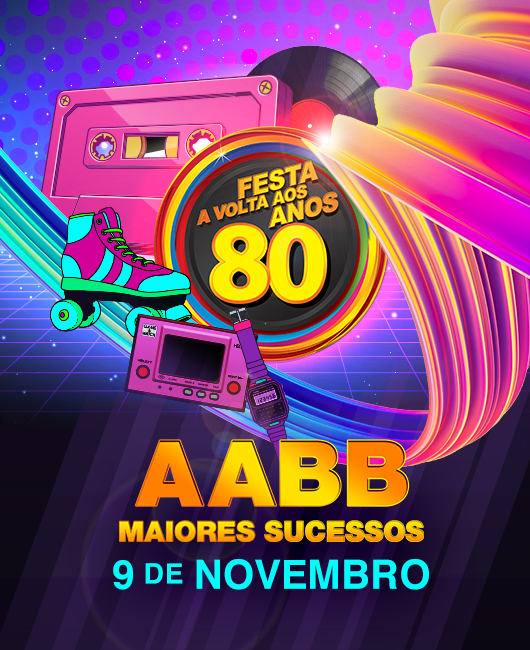 FESTA
A VOLTA AOS
ANOS
80
AABB
MAIORES SUCESSOS
9 DE NOVEMBRO